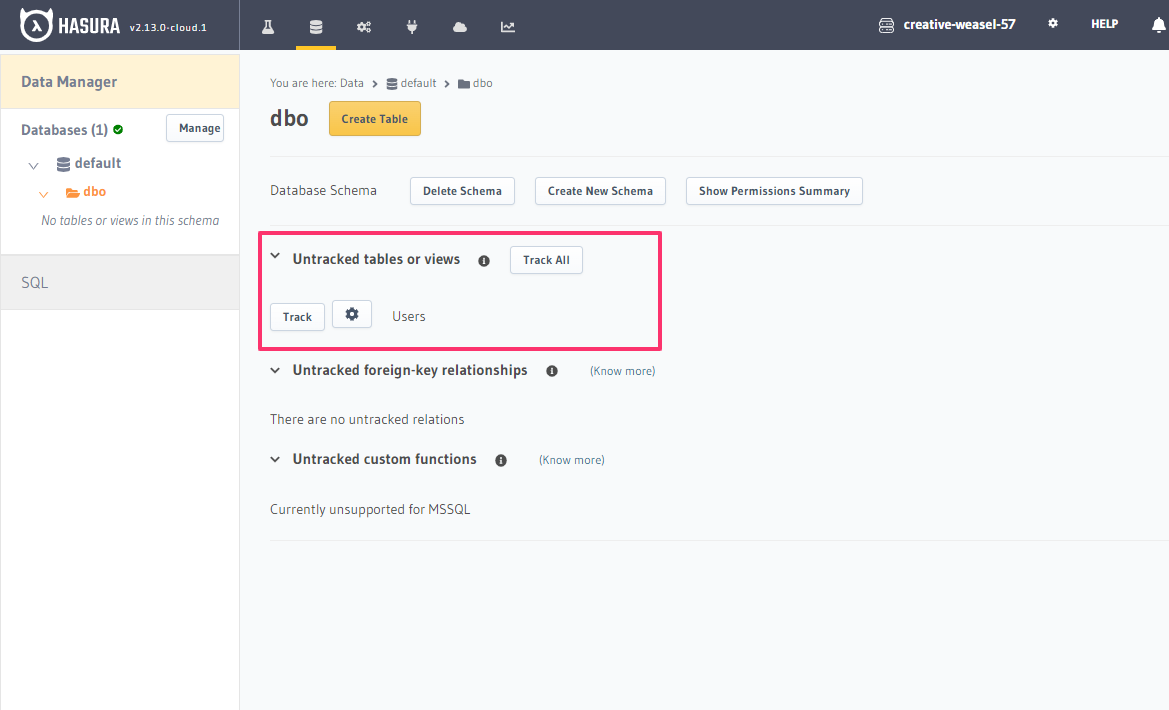 HASURA v2.13.0-cloud.1
creative-weasel-57
HELP
Data Manager
Databases (1)
Manage
default
dbo
No tables or views in this schema
SQL
You are here: Data > default > dbo
dbo
Create Table
Database Schema
Delete Schema
Create New Schema
Show Permissions Summary
Untracked tables or views
Track All
Track
Users
Untracked foreign-key relationships
(Know more)
There are no untracked relations
Untracked custom functions
(Know more)
Currently unsupported for MSSQL